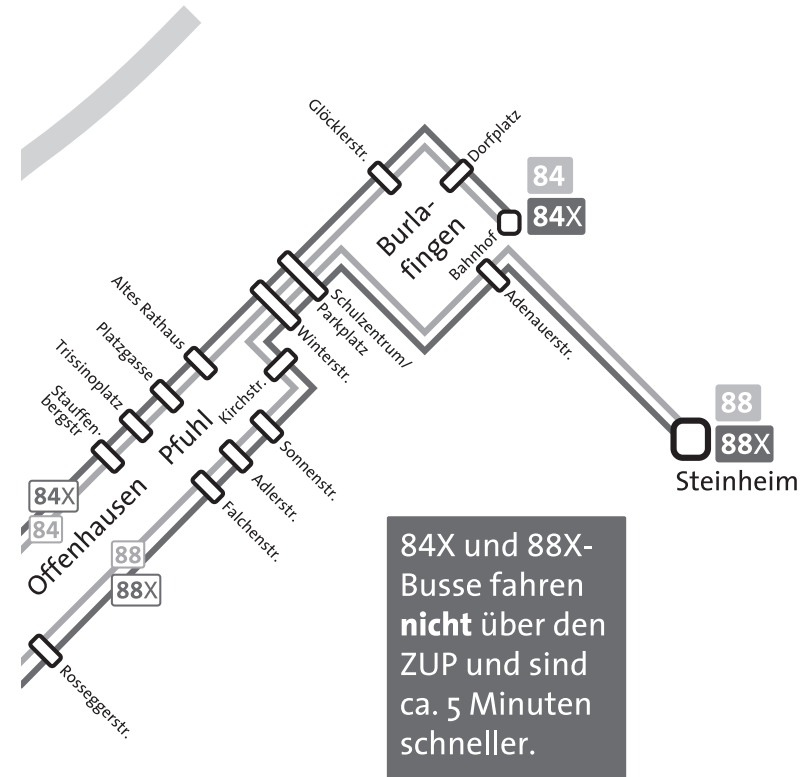 Glöcklerstr.
Dorfplatz
84
84X
Burla-
fingen
Bahnhof
Adenauerstr.
Schulzentrum/
Parkplatz
Winterstr.
Altes Rathaus
Platzgasse
Trissinoplatz
Stauffen-
bergstr
Kirchstr.
Pfuhl
Sonnenstr.
Adlerstr.
Falchenstr.
88
88X
Steinheim
84X
84
Offenhausen
88
88X
Roseggerstr.
84X und 88X-
Busse fahren
nicht über den
ZUP und sind
ca. 5 Minuten
schneller.